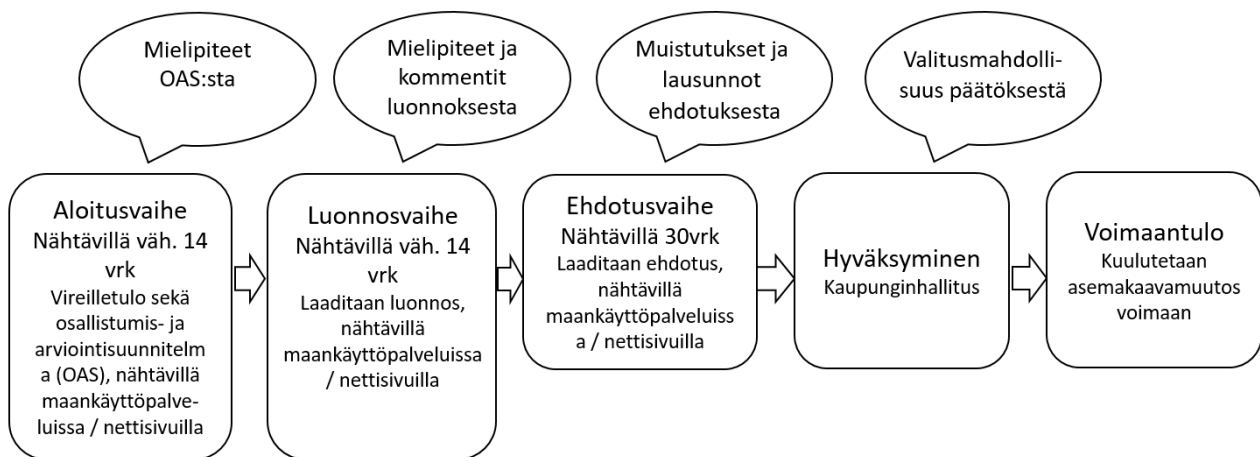 Mielipiteet
OAS:sta
Mielipiteet ja
kommentit
luonnoksesta
Muistutukset ja
lausunnot
ehdotuksesta
Valitusmahdolli-
suus päätöksestä
Aloitusvaihe
Nähtävillä väh. 14
vrk
Vireilletulo sekä
osallistumis- ja
arviointisuunnitelm
a (OAS), nähtävillä
maankäyttöpalve-
luissa / nettisivuilla
Luonnosvaihe
Nähtävillä väh. 14
vrk
Laaditaan luonnos,
nähtävillä
maankäyttöpalveluissa
/ nettisivuilla
Ehdotusvaihe
Nähtävillä 30vrk
Laaditaan ehdotus,
nähtävillä
maankäyttöpalveluiss
a / nettisivuilla
Hyväksyminen
Kaupunginhallitus
Voimaantulo
Kuulutetaan
asemakaavamuutos
voimaan